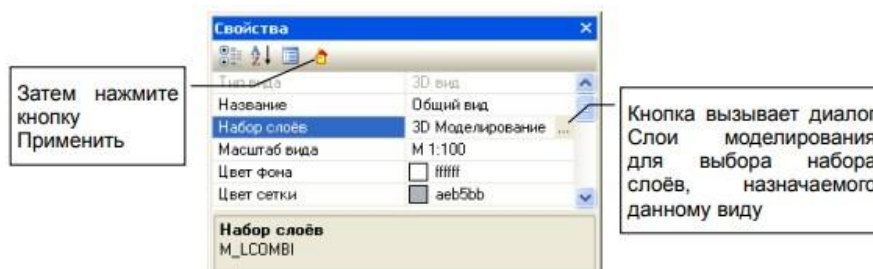 Свойства
Затем нажмите
кнопку
Применить
Тип вида 3D вид
Название Общий вид
Набор слоёв 3D Моделирование ...
Масштаб вида М 1:100
Цвет фона ffffff
Цвет сетки aeb5bb
Набор слоёв
M_LCOMBI
Кнопка вызывает диалог
Слои моделирования
для выбора набора
слоёв, назначаемого
данному виду